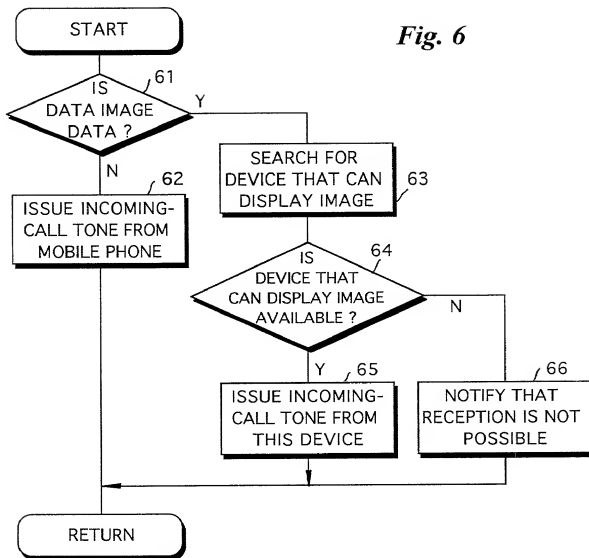 START
Fig. 6
61
IS
DATA IMAGE
DATA ?
Y
N
62
ISSUE INCOMING-
CALL TONE FROM
MOBILE PHONE
SEARCH FOR
DEVICE THAT CAN
DISPLAY IMAGE
63
IS
DEVICE THAT
CAN DISPLAY IMAGE
AVAILABLE ?
64
N
Y
65
ISSUE INCOMING-
CALL TONE FROM
THIS DEVICE
66
NOTIFY THAT
RECEPTION IS NOT
POSSIBLE
RETURN